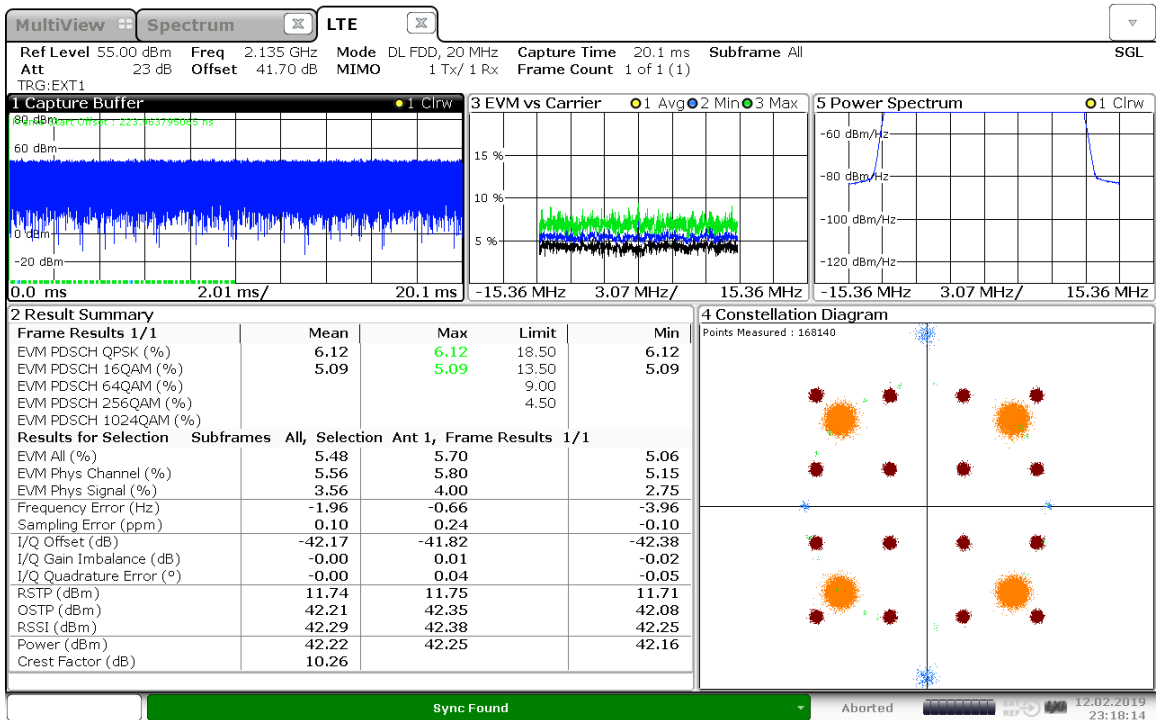 MultiView Spectrum LTE
Ref Level 55.00 dBm Freq 2.135 GHz Mode DL FDD, 20 MHz Capture Time 20.1 ms Subframe All SGL
Att 23 dB Offset 41.70 dB MIMO 1 Tx/ 1 Rx Frame Count 1 of 1 (1)
TRG:EXT1
1 Capture Buffer 1 Clrw
80 dBm
Frame Start Offset : 223.963795065 ns
60 dBm
0 dBm
-20 dBm
0.0 ms 2.01 ms/ 20.1 ms
3 EVM vs Carrier 1 Avg 2 Min 3 Max
15 %
10 %
5 %
-15.36 MHz 3.07 MHz/ 15.36 MHz
5 Power Spectrum 1 Clrw
-60 dBm/Hz
-80 dBm/Hz
-100 dBm/Hz
-120 dBm/Hz
-15.36 MHz 3.07 MHz/ 15.36 MHz
2 Result Summary
Frame Results 1/1 Mean Max Limit Min
EVM PDSCH QPSK (%) 6.12 6.12 18.50 6.12
EVM PDSCH 16QAM (%) 5.09 5.09 13.50 5.09
EVM PDSCH 64QAM (%) 9.00
EVM PDSCH 256QAM (%) 4.50
EVM PDSCH 1024QAM (%)
Results for Selection Subframes All, Selection Ant 1, Frame Results 1/1
EVM All (%) 5.48 5.70 5.06
EVM Phys Channel (%) 5.56 5.80 5.15
EVM Phys Signal (%) 3.56 4.00 2.75
Frequency Error (Hz) -1.96 -0.66 -3.96
Sampling Error (ppm) 0.10 0.24 -0.10
I/Q Offset (dB) -42.17 -41.82 -42.38
I/Q Gain Imbalance (dB) -0.00 0.01 -0.02
I/Q Quadrature Error (°) -0.00 0.04 -0.05
RSTP (dBm) 11.74 11.75 11.71
OSTP (dBm) 42.21 42.35 42.08
RSSI (dBm) 42.29 42.38 42.25
Power (dBm) 42.22 42.25 42.16
Crest Factor (dB) 10.26
4 Constellation Diagram
Points Measured : 168140
Sync Found Aborted EXT REF 12.02.2019
23:18:14